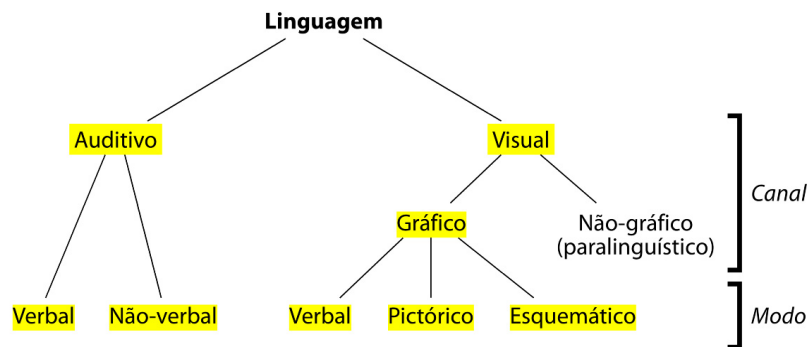 Linguagem
Auditivo
Visual
Canal
Gráfico
Não-gráfico
(paralinguístico)
Verbal
Não-verbal
Verbal
Pictórico
Esquemático
Modo